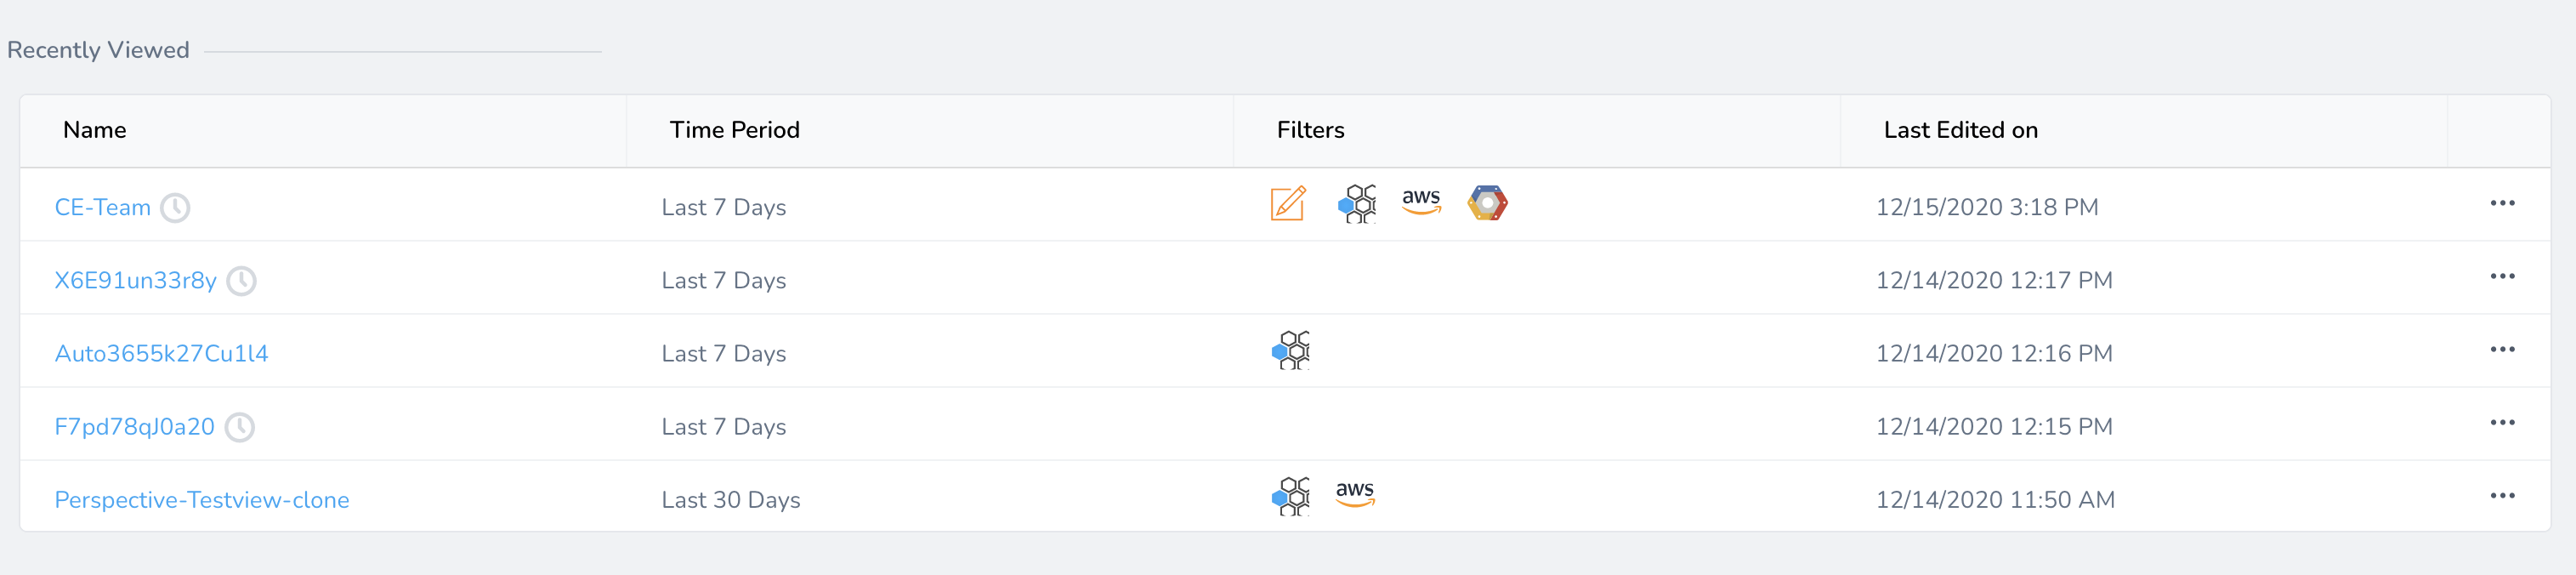 Recently Viewed
Name Time Period Filters Last Edited on
CE-Team Last 7 Days aws 12/15/2020 3:18 PM
X6E91un33r8y Last 7 Days 12/14/2020 12:17 PM
Auto3655k27Cu1l4 Last 7 Days 12/14/2020 12:16 PM
F7pd78qJ0a20 Last 7 Days 12/14/2020 12:15 PM
Perspective-Testview-clone Last 30 Days aws 12/14/2020 11:50 AM